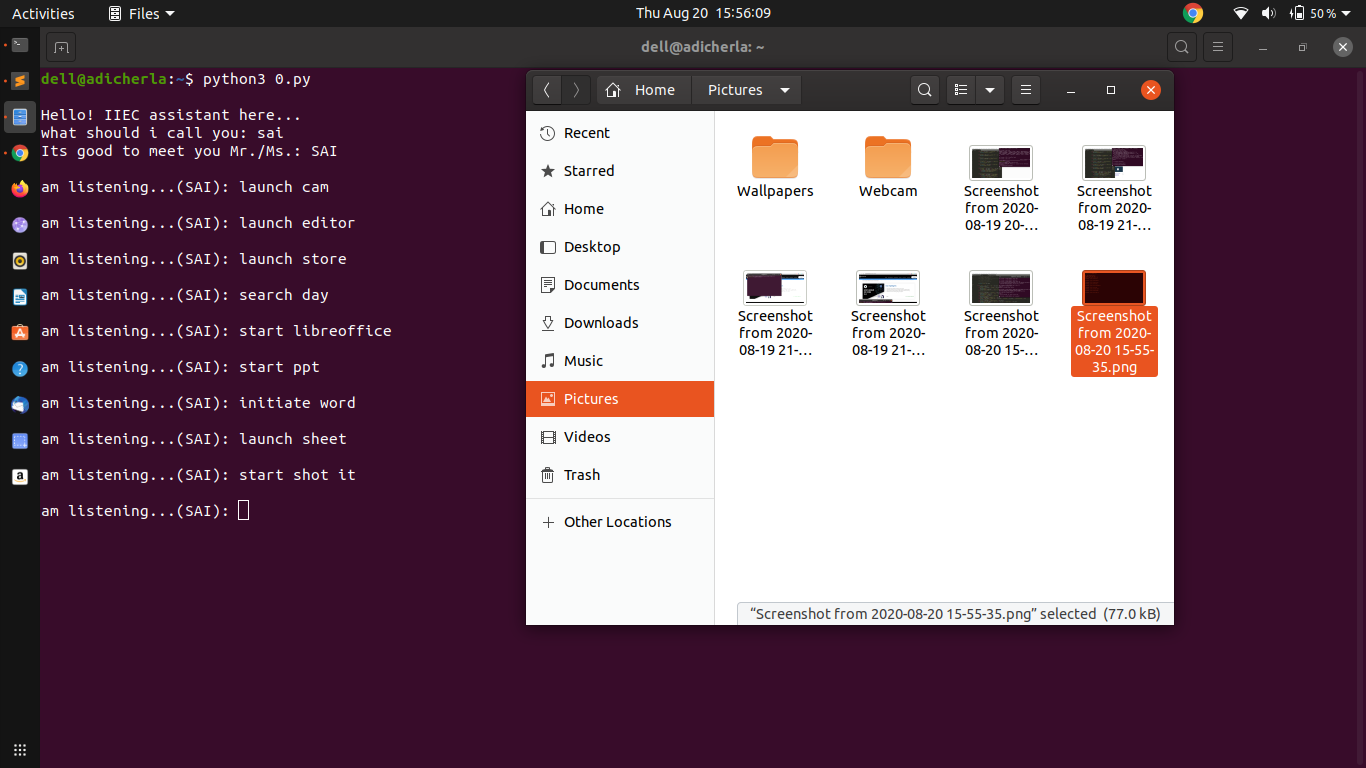 Activities Files Thu Aug 20 15:56:09 50 %
dell@adicherla: ~
dell@adicherla:~$ python3 0.py
Hello! IIEC assistant here...
what should i call you: sai
Its good to meet you Mr./Ms.: SAI
am listening...(SAI): launch cam
am listening...(SAI): launch editor
am listening...(SAI): launch store
am listening...(SAI): search day
am listening...(SAI): start libreoffice
am listening...(SAI): start ppt
am listening...(SAI): initiate word
am listening...(SAI): launch sheet
am listening...(SAI): start shot it
am listening...(SAI):
Home Pictures
Recent
Starred
Home
Desktop
Documents
Downloads
Music
Pictures
Videos
Trash
+ Other Locations
Wallpapers
Webcam
Screenshot
from 2020-
08-19 20-...
Screenshot
from 2020-
08-19 21-...
Screenshot
from 2020-
08-19 21-...
Screenshot
from 2020-
08-19 21-...
Screenshot
from 2020-
08-20 15-...
Screenshot
from 2020-
08-20 15-55-
35.png
“Screenshot from 2020-08-20 15-55-35.png” selected (77.0 kB)